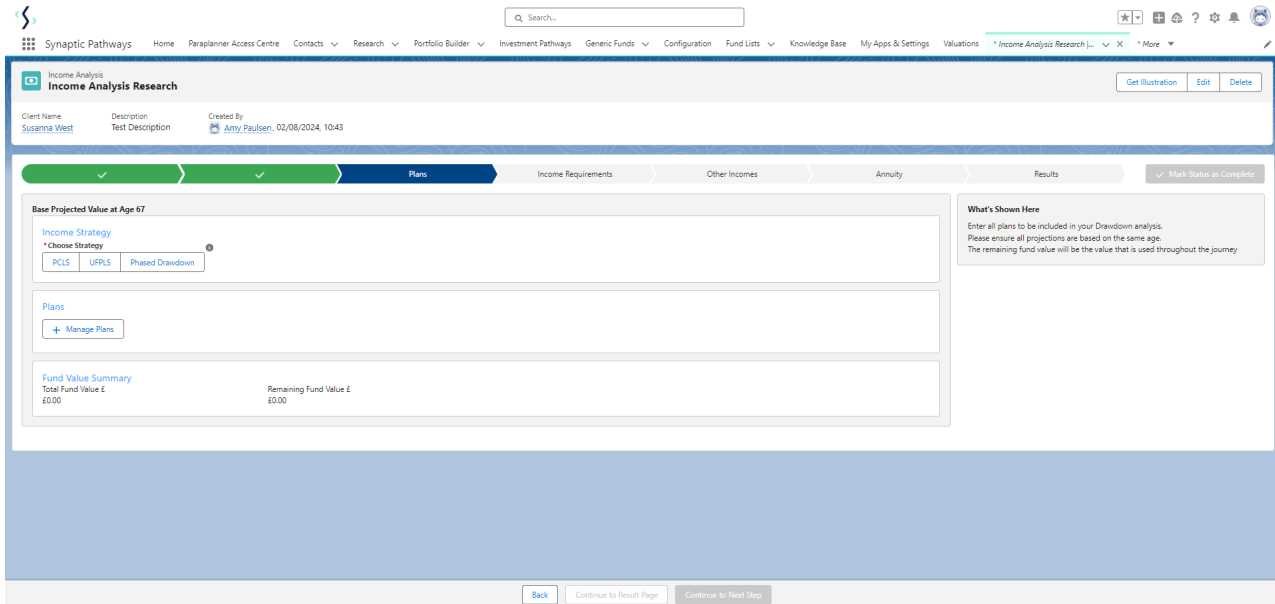 Search...
Synaptic Pathways Home Paraplanner Access Centre Contacts Research Portfolio Builder Investment Pathways Generic Funds Configuration Fund Lists Knowledge Base My Apps & Settings Valuations * Income Analysis Research |... * More
Income Analysis
Income Analysis Research
Get Illustration Edit Delete
Client Name Description Created By
Susanna West Test Description Amy Paulsen, 02/08/2024, 10:43
Plans Income Requirements Other Incomes Annuity Results Mark Status as Complete
Base Projected Value at Age 67
Income Strategy
* Choose Strategy
PCLS UFPLS Phased Drawdown
Plans
+ Manage Plans
Fund Value Summary
Total Fund Value £ Remaining Fund Value £
£0.00 £0.00
What's Shown Here
Enter all plans to be included in your Drawdown analysis.
Please ensure all projections are based on the same age.
The remaining fund value will be the value that is used throughout the journey
Back Continue to Result Page Continue to Next Step